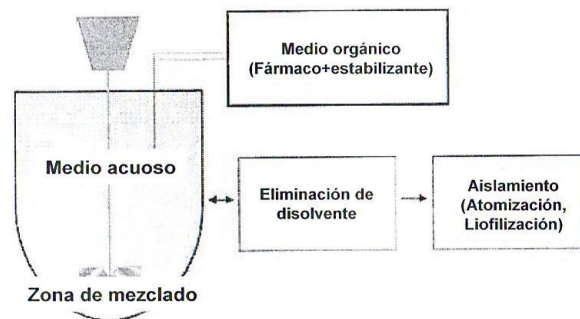 Medio orgánico
(Fármaco+estabilizante)
Medio acuoso
Eliminación de
disolvente
Aislamiento
(Atomización,
Liofilización)
Zona de mezclado